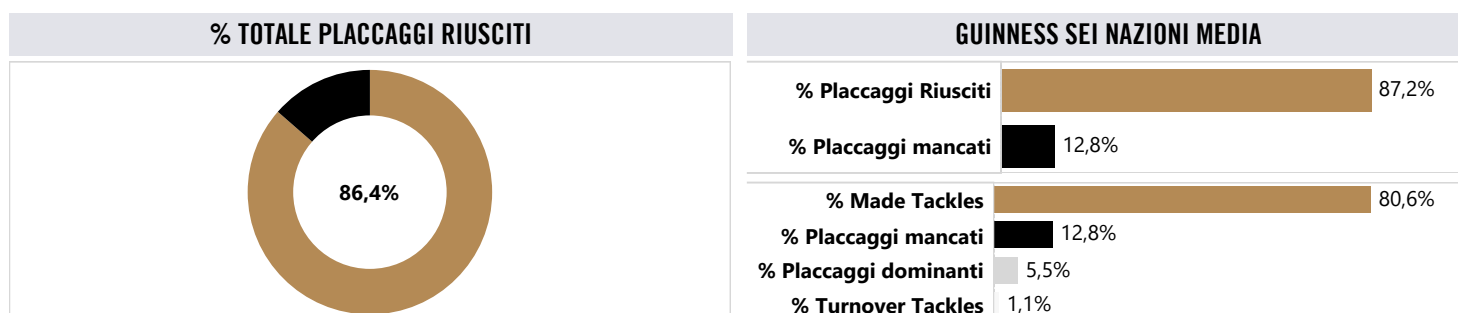 % TOTALE PLACCAGGI RIUSCITI
86,4%
GUINNESS SEI NAZIONI MEDIA
% Placcaggi Riusciti 87,2%
% Placcaggi mancati 12,8%
% Made Tackles 80,6%
% Placcaggi mancati 12,8%
% Placcaggi dominanti 5,5%
% Turnover Tackles 1,1%